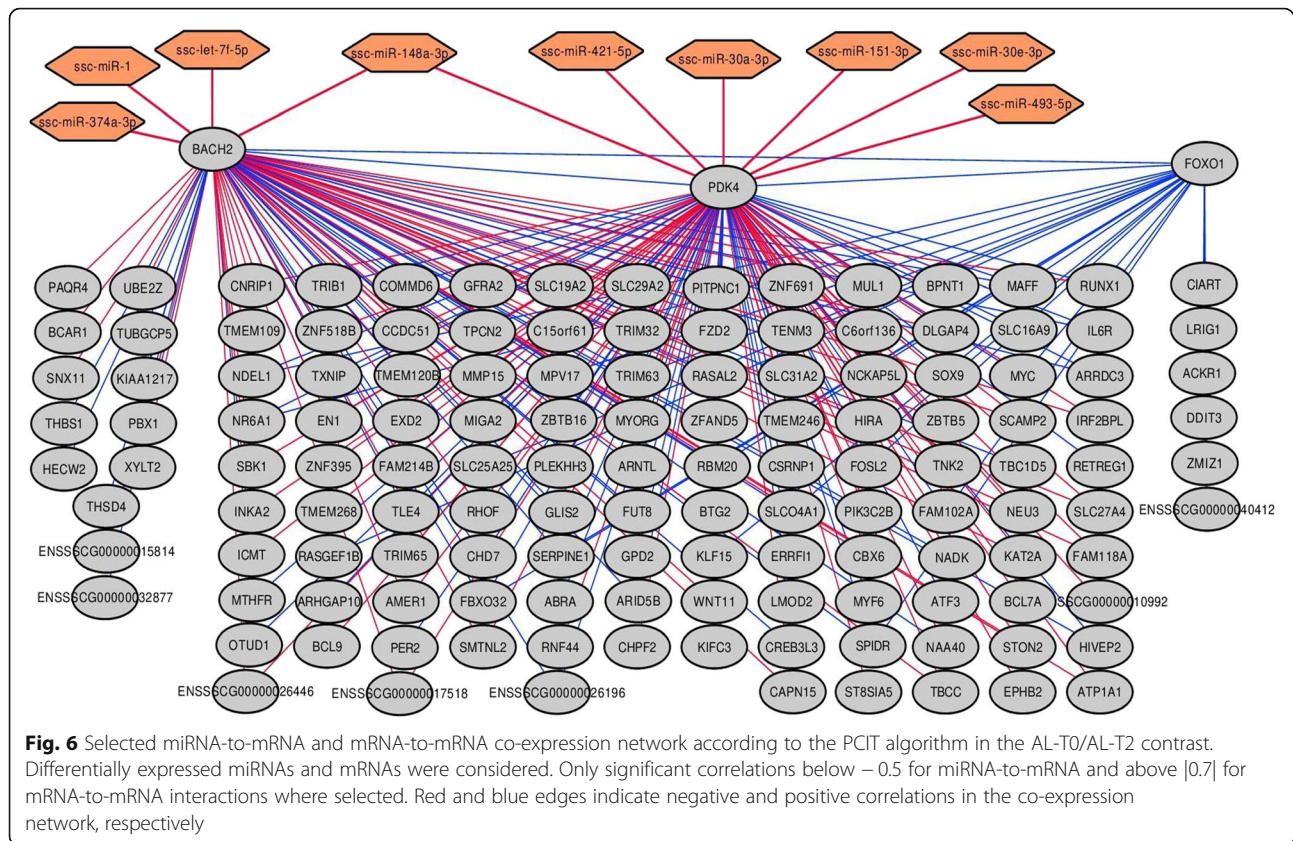 ssc-miR-1
ssc-let-7f-5p
ssc-miR-148a-3p
ssc-miR-421-5p
ssc-miR-30a-3p
ssc-miR-151-3p
ssc-miR-30e-3p
ssc-miR-374a-3p
ssc-miR-493-5p
BACH2
PDK4
FOXO1
PAQR4 UBE2Z
BCAR1 TUBGCP5
SNX11 KIAA1217
THBS1 PBX1
HECW2 XYLT2
THSD4
ENSSSCG00000015814
ENSSSCG00000032877
CNRIP1 TRIB1 COMMD6 GFRA2 SLC19A2 SLC29A2 PITPNC1 ZNF691 MUL1 BPNT1 MAFF RUNX1
TMEM109 ZNF518B CCDC51 TPCN2 C15orf61 TRIM32 FZD2 TENM3 C6orf136 DLGAP4 SLC16A9 IL6R
NDEL1 TXNIP TMEM120B MMP15 MPV17 TRIM63 RASAL2 SLC31A2 NCKAP5L SOX9 MYC ARRDC3
NR6A1 EN1 EXD2 MIGA2 ZBTB16 MYORG ZFAND5 TMEM246 HIRA ZBTB5 SCAMP2 IRF2BPL
SBK1 ZNF395 FAM214B SLC25A25 PLEKHH3 ARNTL RBM20 CSRNP1 FOSL2 TNK2 TBC1D5 RETREG1
INKA2 TMEM268 TLE4 RHOF GLIS2 FUT8 BTG2 SLCO4A1 PIK3C2B FAM102A NEU3 SLC27A4
ICMT RASGEF1B TRIM65 CHD7 SERPINE1 GPD2 KLF15 ERRFI1 CBX6 NADK KAT2A FAM118A
MTHFR ARHGAP10 AMER1 FBXO32 ABRA ARID5B WNT11 LMOD2 MYF6 ATF3 BCL7A SSCG00000010992
OTUD1 BCL9 PER2 SMTNL2 RNF44 CHPF2 KIFC3 CREB3L3 SPIDR NAA40 STON2 HIVEP2
ENSSSCG00000026446 ENSSSCG00000017518 ENSSSCG00000026196 CAPN15 ST8SIA5 TBCC EPHB2 ATP1A1
CIART
LRIG1
ACKR1
DDIT3
ZMIZ1
ENSSSCG00000040412
Fig. 6 Selected miRNA-to-mRNA and mRNA-to-mRNA co-expression network according to the PCIT algorithm in the AL-T0/AL-T2 contrast.
Differentially expressed miRNAs and mRNAs were considered. Only significant correlations below − 0.5 for miRNA-to-mRNA and above |0.7| for
mRNA-to-mRNA interactions where selected. Red and blue edges indicate negative and positive correlations in the co-expression
network, respectively